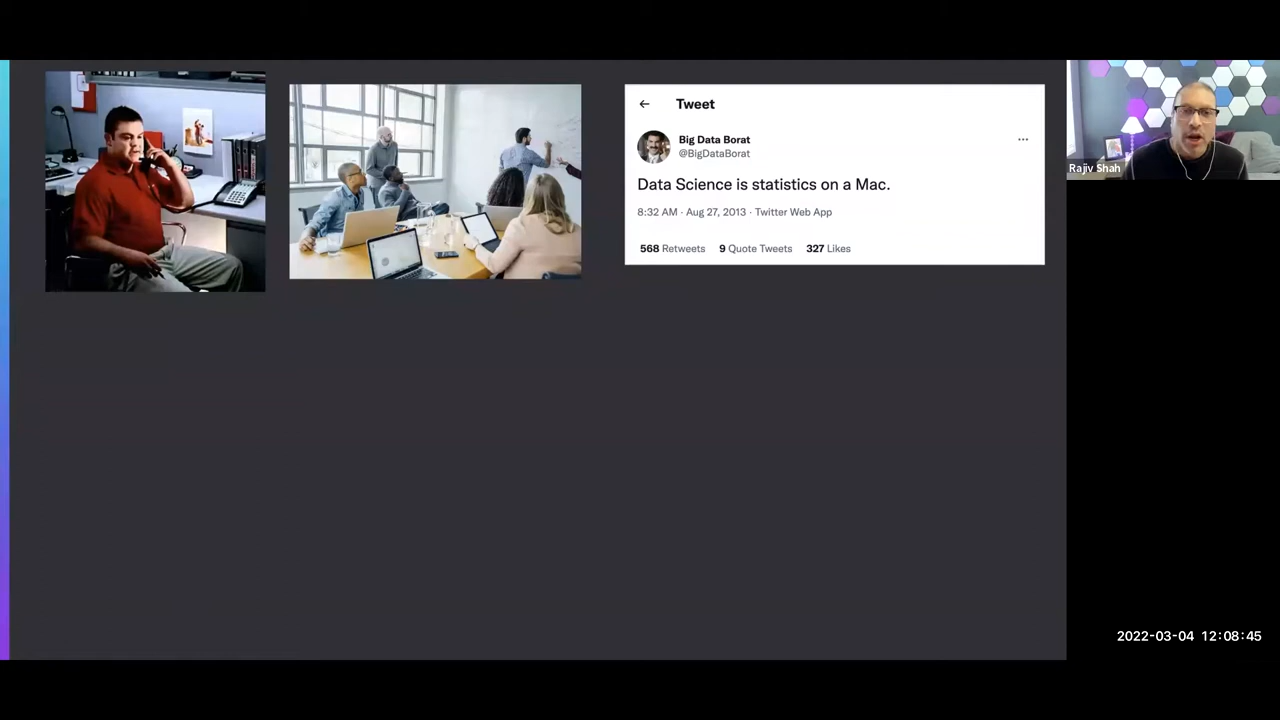 Tweet
Big Data Borat
@BigDataBorat
Data Science is statistics on a Mac.
8:32 AM · Aug 27, 2013 · Twitter Web App
568 Retweets 9 Quote Tweets 327 Likes
Rajiv Shah
2022-03-04 12:08:45